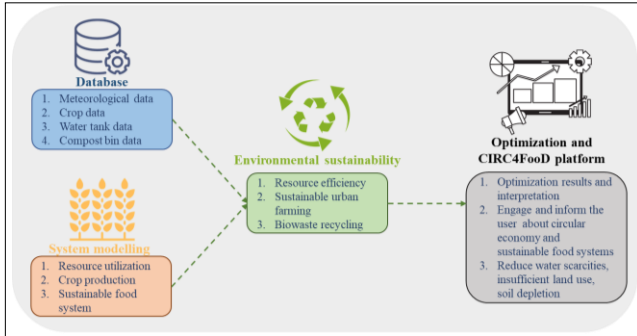 Database
1. Meteorological data
2. Crop data
3. Water tank data
4. Compost bin data
System modelling
1. Resource utilization
2. Crop production
3. Sustainable food
system
Environmental sustainability
1. Resource efficiency
2. Sustainable urban
farming
3. Biowaste recycling
Optimization and
CIRC4FooD platform
1. Optimization results and
interpretation
2. Engage and inform the
user about circular
economy and
sustainable food systems
3. Reduce water scarcities,
insufficient land use,
soil depletion